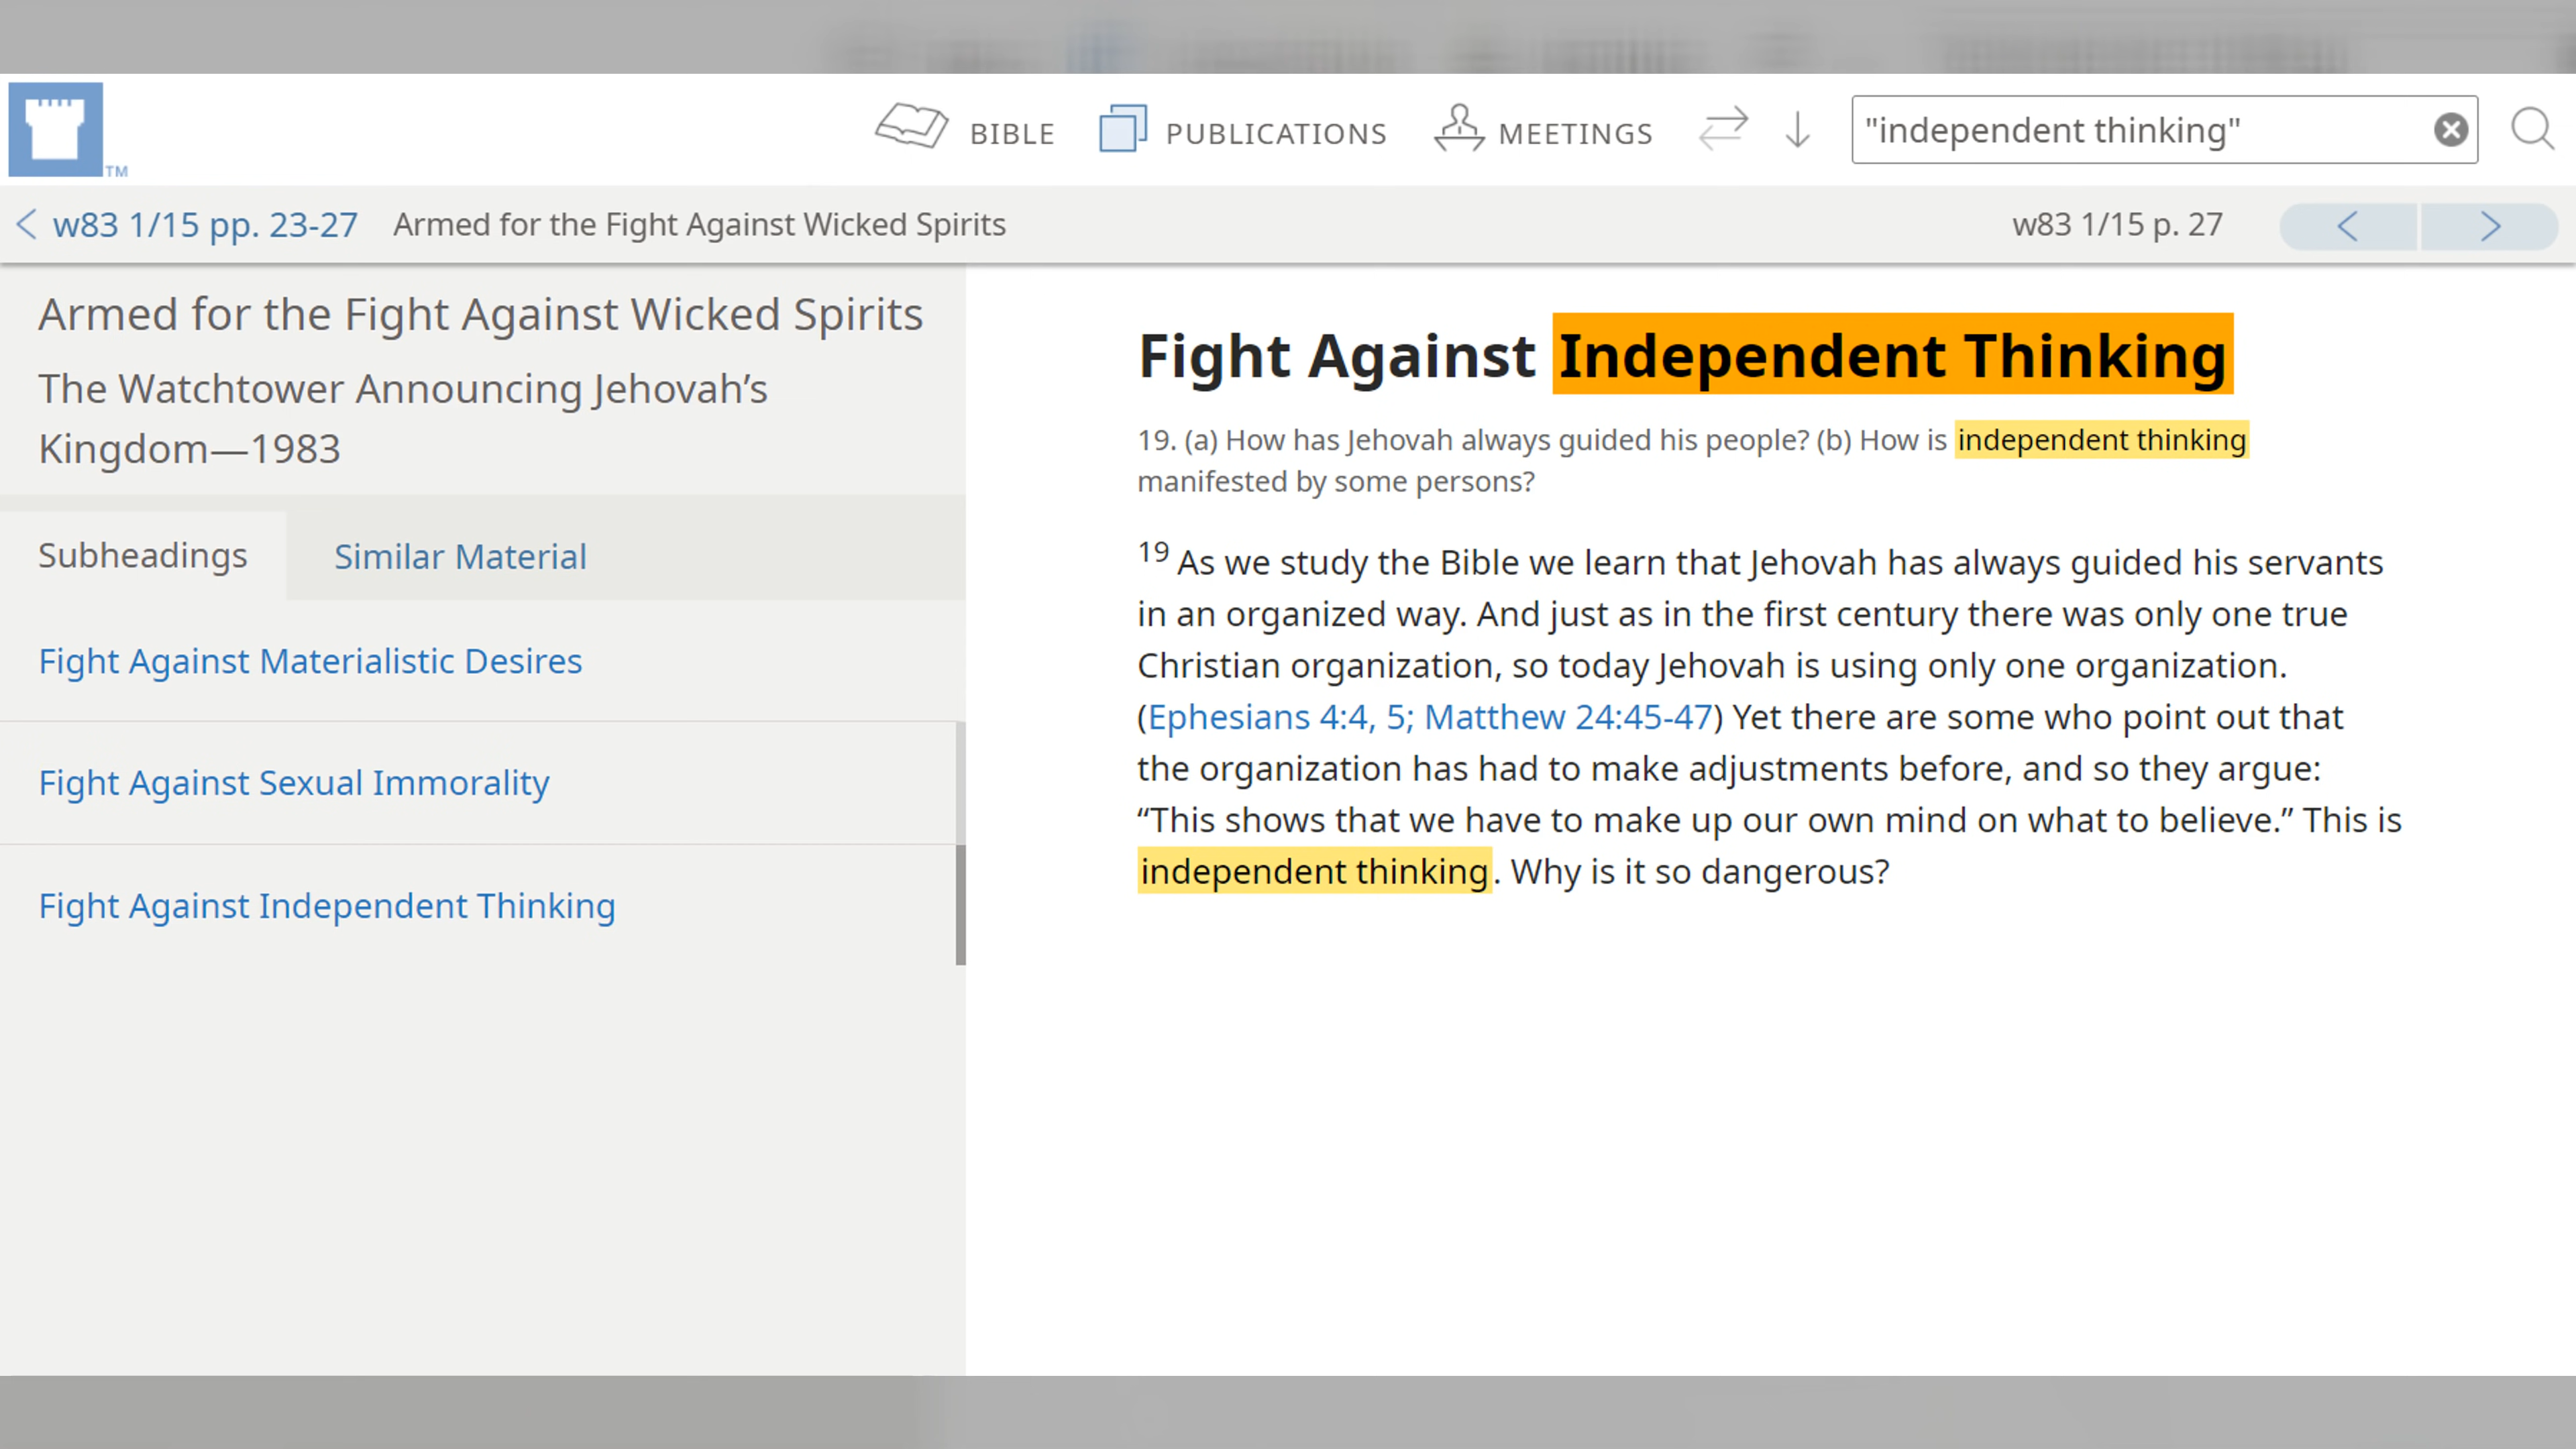 TM
BIBLE
PUBLICATIONS
MEETINGS
"independent thinking"
w83 1/15 pp. 23-27 Armed for the Fight Against Wicked Spirits
w83 1/15 p. 27
Armed for the Fight Against Wicked Spirits
The Watchtower Announcing Jehovah’s
Kingdom—1983
Subheadings
Similar Material
Fight Against Materialistic Desires
Fight Against Sexual Immorality
Fight Against Independent Thinking
Fight Against Independent Thinking
19. (a) How has Jehovah always guided his people? (b) How is independent thinking
manifested by some persons?
19 As we study the Bible we learn that Jehovah has always guided his servants
in an organized way. And just as in the first century there was only one true
Christian organization, so today Jehovah is using only one organization.
(Ephesians 4:4, 5; Matthew 24:45-47) Yet there are some who point out that
the organization has had to make adjustments before, and so they argue:
“This shows that we have to make up our own mind on what to believe.” This is
independent thinking. Why is it so dangerous?